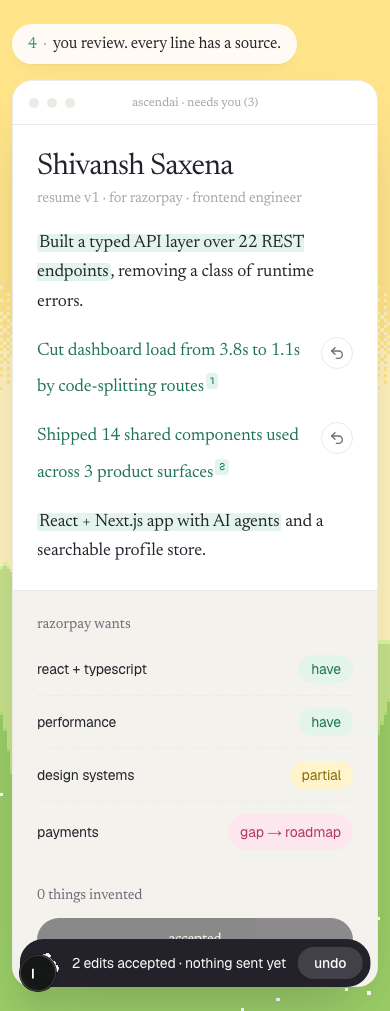 4 · you review. every line has a source.
ascendai · needs you (3)
Shivansh Saxena
resume v1 · for razorpay · frontend engineer
Built a typed API layer over 22 REST
endpoints, removing a class of runtime
errors.
Cut dashboard load from 3.8s to 1.1s
by code-splitting routes 1
Shipped 14 shared components used
across 3 product surfaces 2
React + Next.js app with AI agents and a
searchable profile store.
razorpay wants
react + typescript have
performance have
design systems partial
payments gap → roadmap
0 things invented
accepted
2 edits accepted · nothing sent yet undo